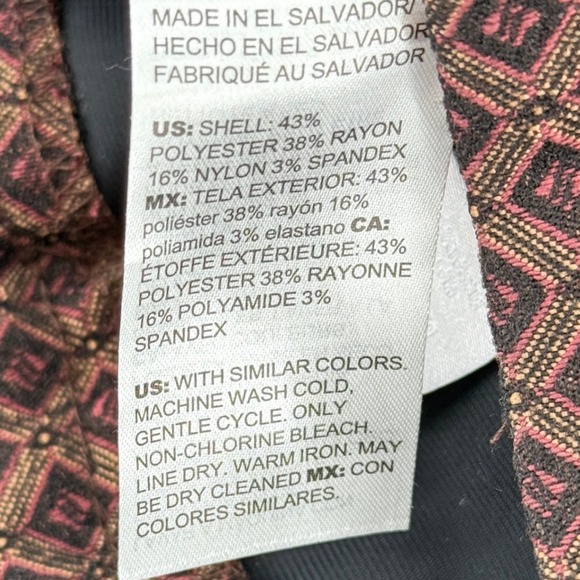 MADE IN EL SALVADOR/
HECHO EN EL SALVADOR
FABRIQUÉ AU SALVADOR
US: SHELL: 43%
POLYESTER 38% RAYON
16% NYLON 3% SPANDEX
MX: TELA EXTERIOR: 43%
poliéster 38% rayón 16%
poliamida 3% elastano CA:
ÉTOFFE EXTÉRIEURE: 43%
POLYESTER 38% RAYONNE
16% POLYAMIDE 3%
SPANDEX
US: WITH SIMILAR COLORS.
MACHINE WASH COLD,
GENTLE CYCLE. ONLY
NON-CHLORINE BLEACH.
LINE DRY. WARM IRON. MAY
BE DRY CLEANED MX: CON
COLORES SIMILARES.